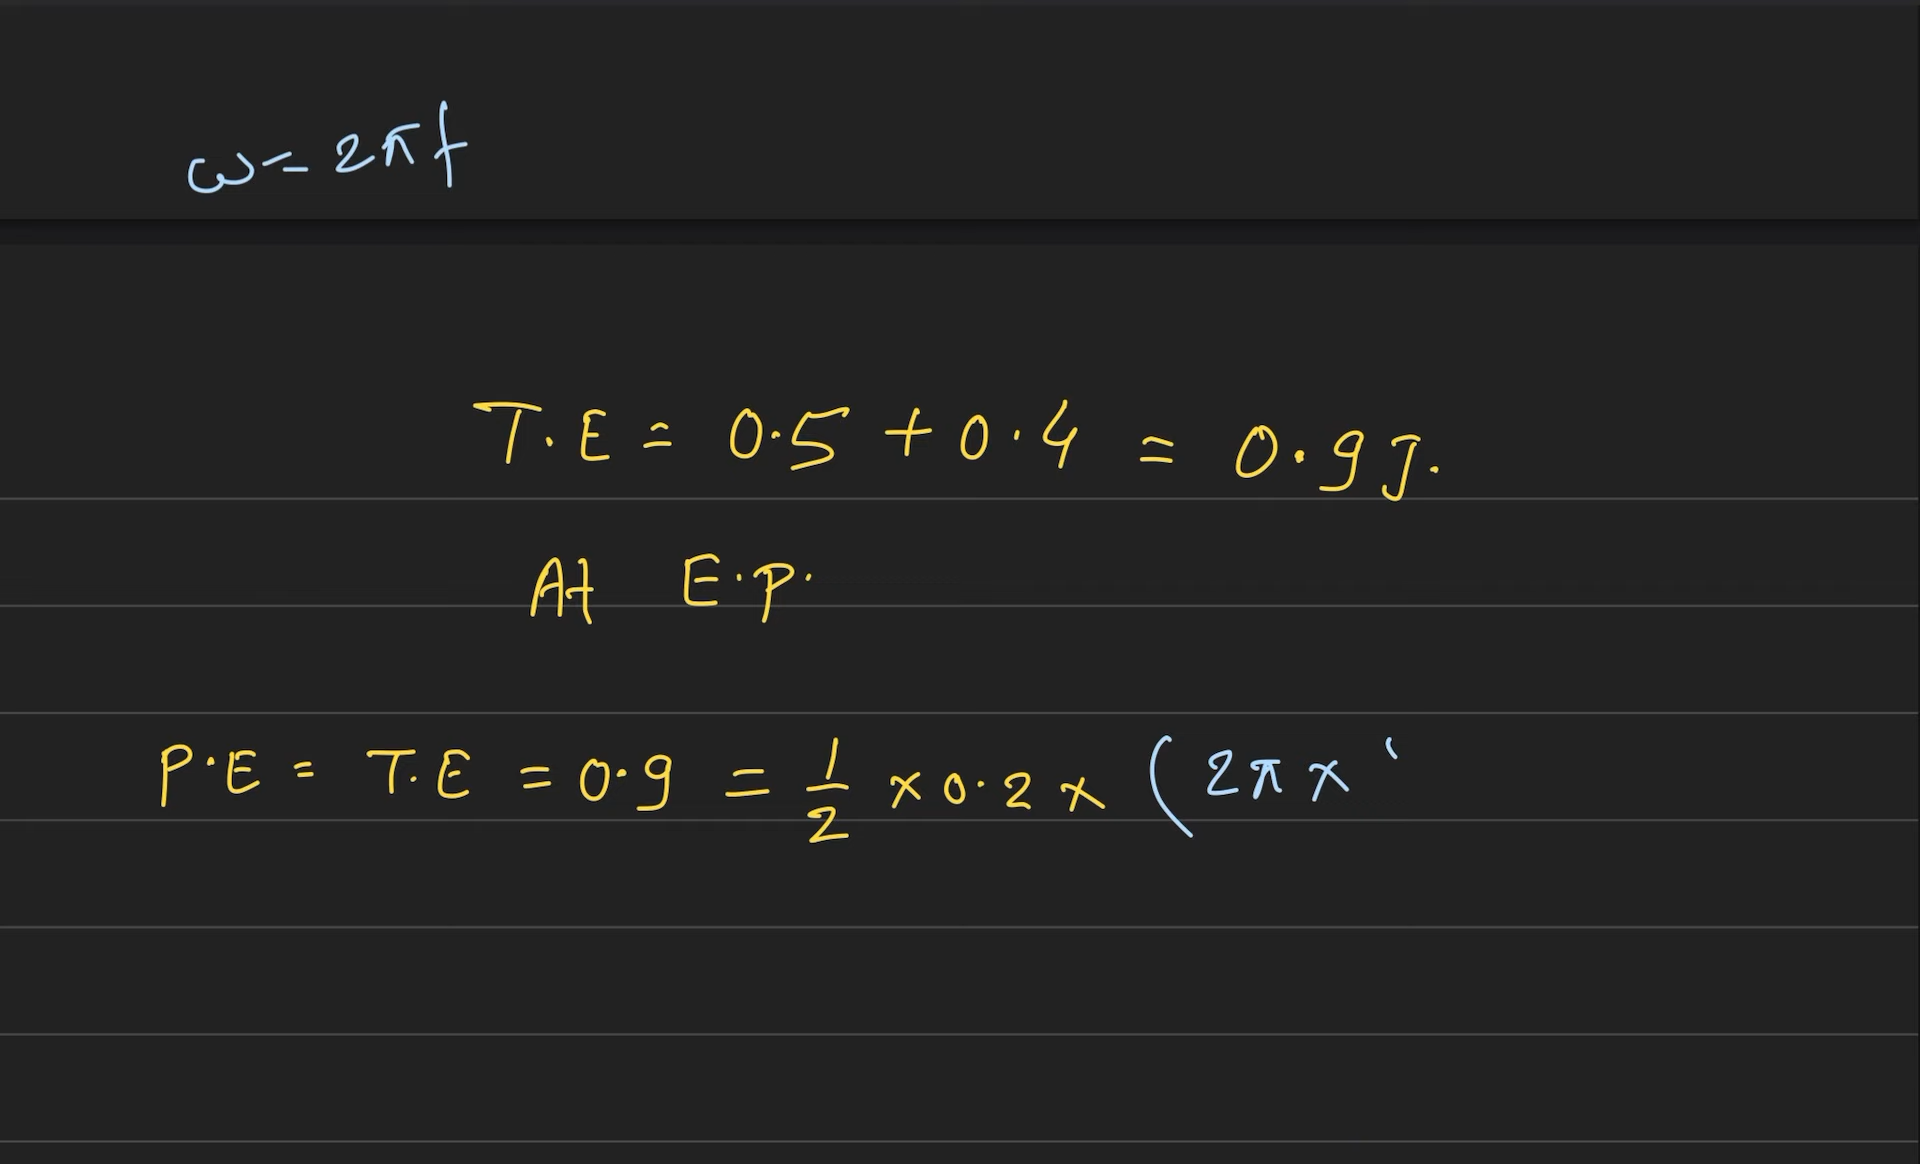 ω = 2πf
T.E = 0.5 + 0.4 = 0.9 J.
At E.P.
P.E = T.E = 0.9 = 1/2 × 0.2 × (2π ×